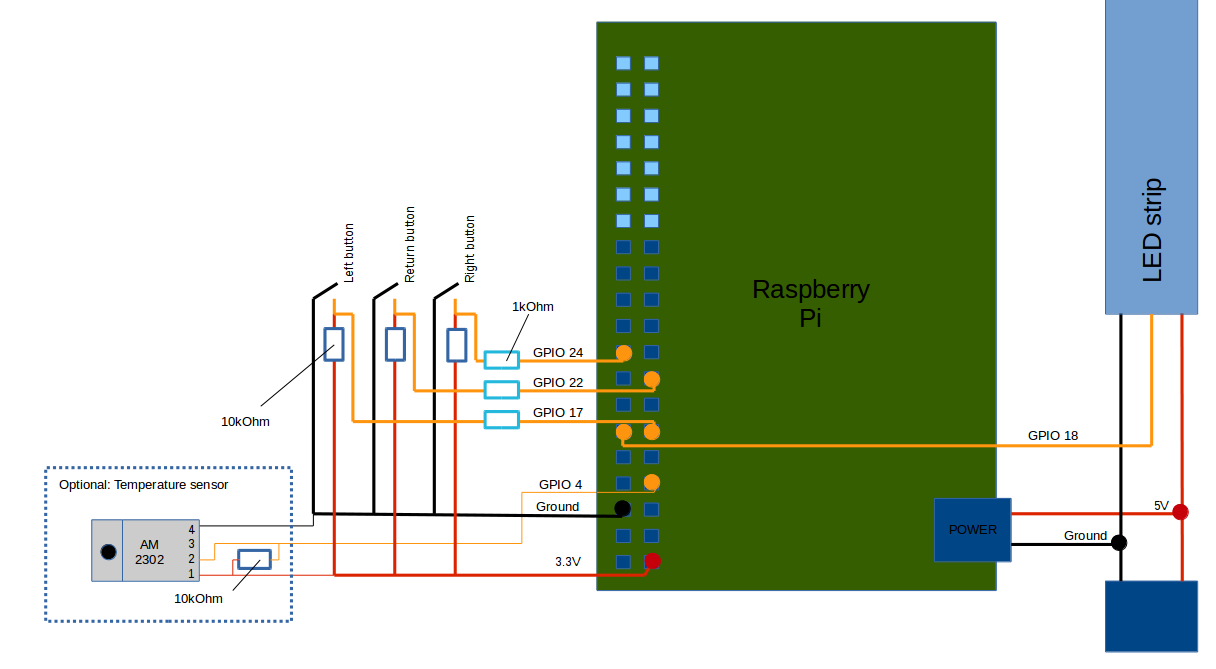 Left button
Return button
Right button
1kOhm
GPIO 24
GPIO 22
GPIO 17
10kOhm
Raspberry
Pi
LED strip
GPIO 18
Optional: Temperature sensor
GPIO 4
Ground
3.3V
AM
2302
4
3
2
1
10kOhm
POWER
5V
Ground